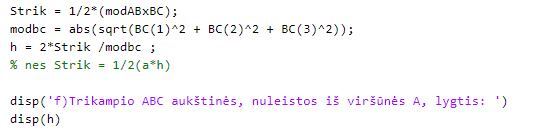 Strik = 1/2*(modABxBC);
modbc = abs(sqrt(BC(1)^2 + BC(2)^2 + BC(3)^2));
h = 2*Strik /modbc ;
% nes Strik = 1/2(a*h)
disp('f)Trikampio ABC aukštinės, nuleistos iš viršūnės A, lygtis: ')
disp(h)